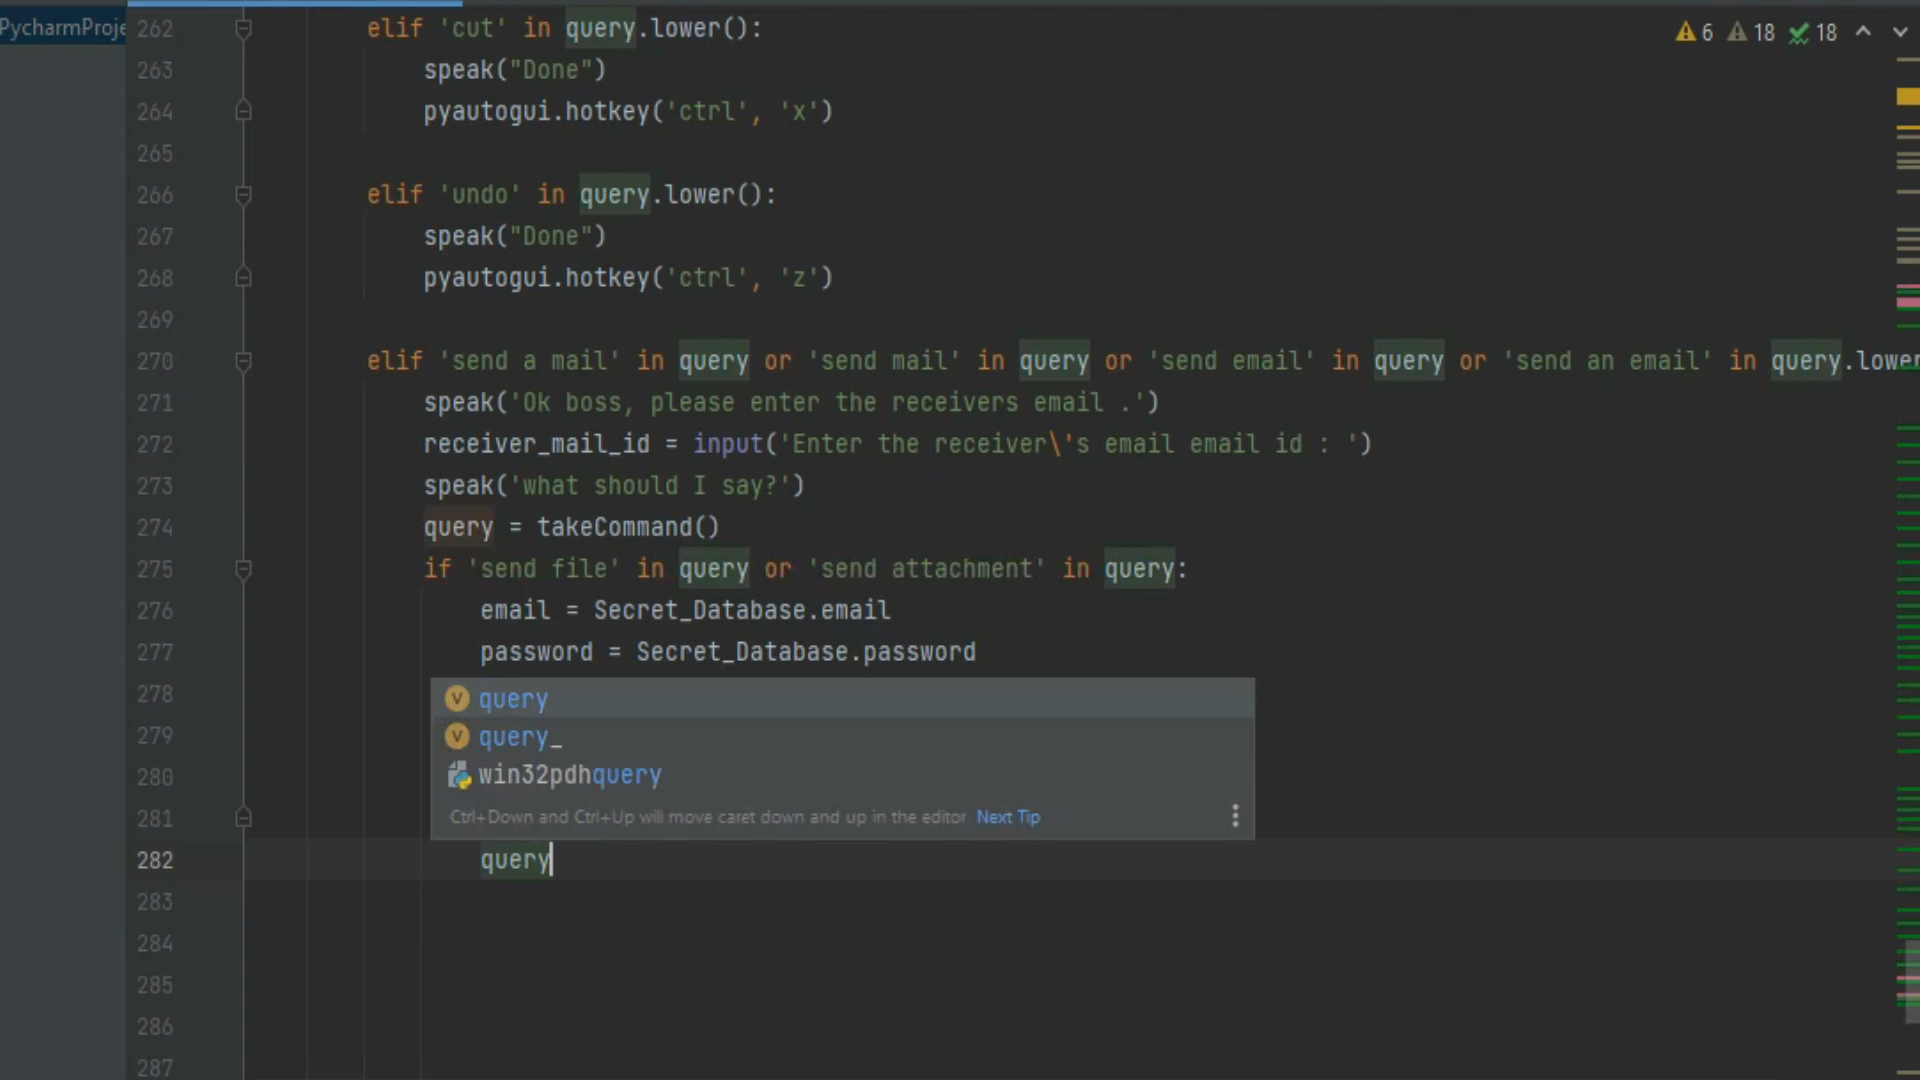 PycharmProje
6 18 18
262 elif 'cut' in query.lower():
263 speak("Done")
264 pyautogui.hotkey('ctrl', 'x')
265
266 elif 'undo' in query.lower():
267 speak("Done")
268 pyautogui.hotkey('ctrl', 'z')
269
270 elif 'send a mail' in query or 'send mail' in query or 'send email' in query or 'send an email' in query.lower
271 speak('Ok boss, please enter the receivers email .')
272 receiver_mail_id = input('Enter the receiver\'s email email id : ')
273 speak('what should I say?')
274 query = takeCommand()
275 if 'send file' in query or 'send attachment' in query:
276 email = Secret_Database.email
277 password = Secret_Database.password
278 query
279 query_
280 win32pdhquery
281 Ctrl+Down and Ctrl+Up will move caret down and up in the editor Next Tip
282 query
283
284
285
286
287